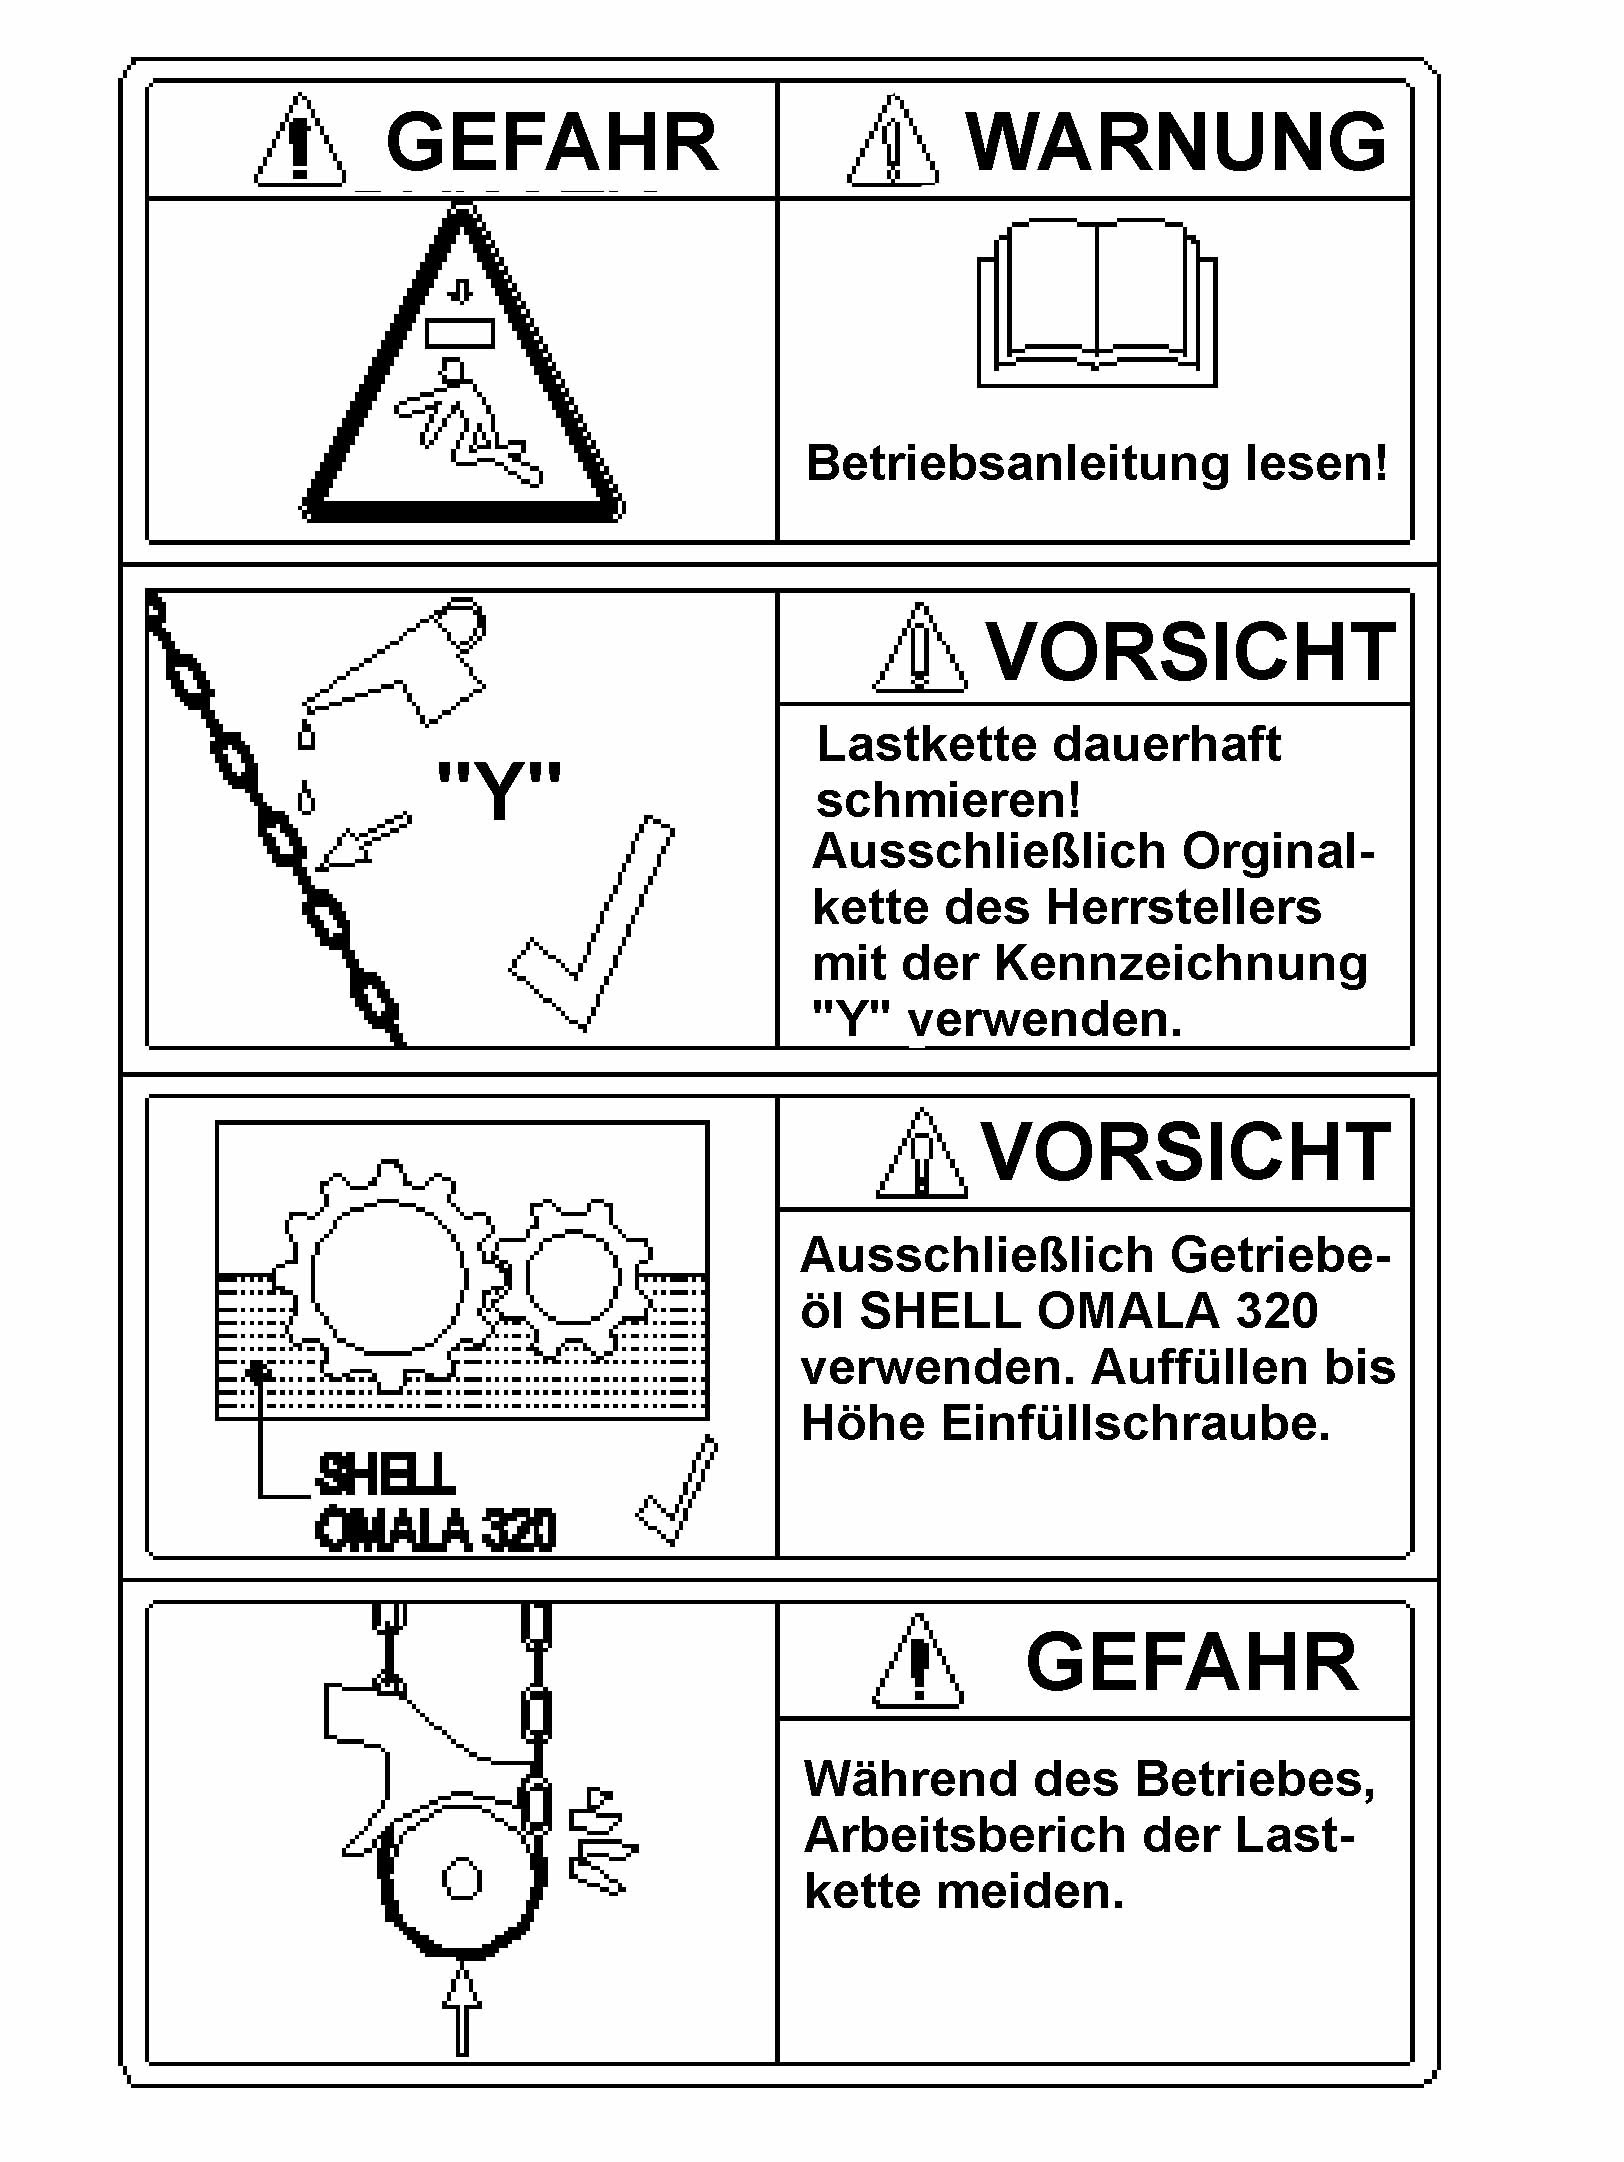 GEFAHR
WARNUNG
Betriebsanleitung lesen!
"Y"
VORSICHT
Lastkette dauerhaft
schmieren!
Ausschließlich Orginal-
kette des Herrstellers
mit der Kennzeichnung
"Y" verwenden.
SHELL
OMALA 320
VORSICHT
Ausschließlich Getriebe-
öl SHELL OMALA 320
verwenden. Auffüllen bis
Höhe Einfüllschraube.
GEFAHR
Während des Betriebes,
Arbeitsberich der Last-
kette meiden.